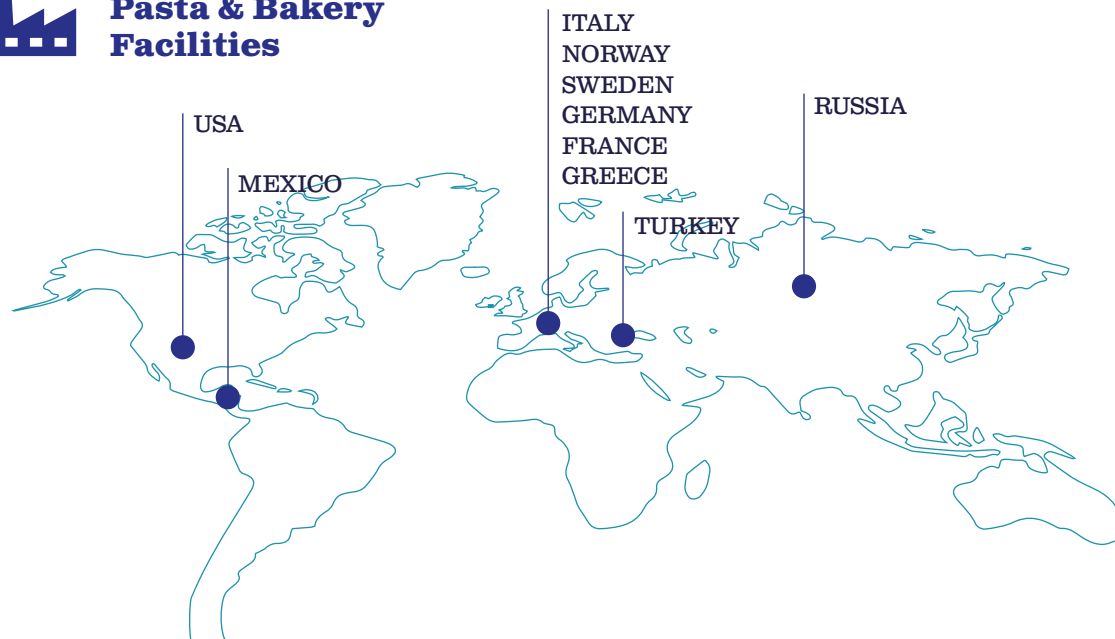 Pasta & Bakery
Facilities
ITALY
NORWAY
SWEDEN
GERMANY
FRANCE
GREECE
USA
MEXICO
TURKEY
RUSSIA